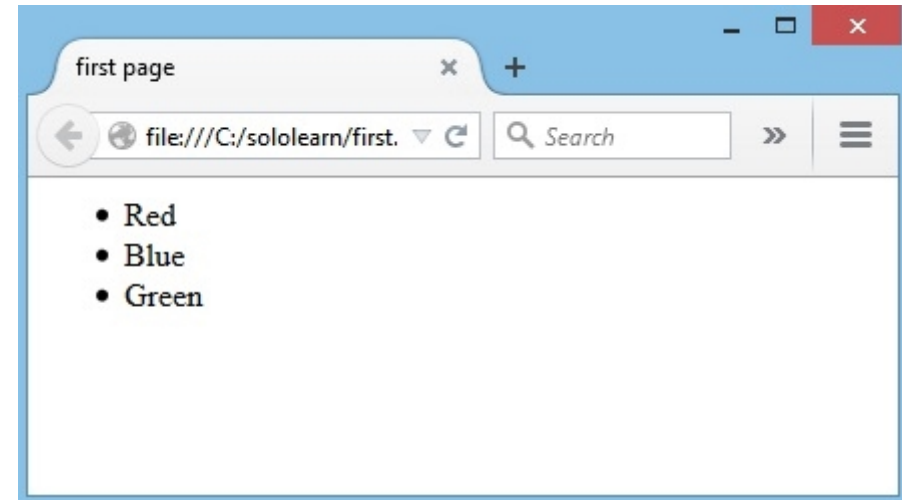 first page
file:///C:/sololearn/first.
Search
Red
Blue
Green